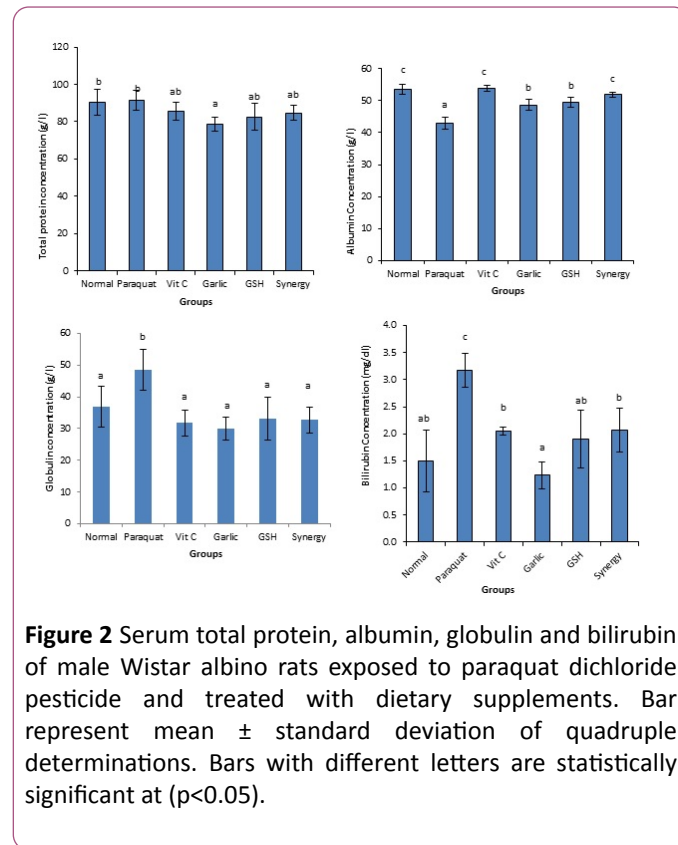 120
100
80
60
40
20
0
Total protein concentration (g/l)
b
b
ab
a
ab
ab
Normal Paraquat Vit C Garlic GSH Synergy
Groups
60
50
40
30
20
10
0
Albumin Concentration (g/l)
c
a
c
b
b
c
Normal Paraquat Vit C Garlic GSH Synergy
Groups
60
50
40
30
20
10
0
Globulin concentration (g/l)
a
b
a
a
a
a
Normal Paraquat Vit C Garlic GSH Synergy
Groups
4.0
3.5
3.0
2.5
2.0
1.5
1.0
0.5
0.0
Bilirubin Concentration (mg/dl)
ab
c
b
a
ab
b
Normal Paraquat Vit C Garlic GSH Synergy
Groups
Figure 2 Serum total protein, albumin, globulin and bilirubin
of male Wistar albino rats exposed to paraquat dichloride
pesticide and treated with dietary supplements. Bar
represent mean ± standard deviation of quadruple
determinations. Bars with different letters are statistically
significant at (p<0.05).